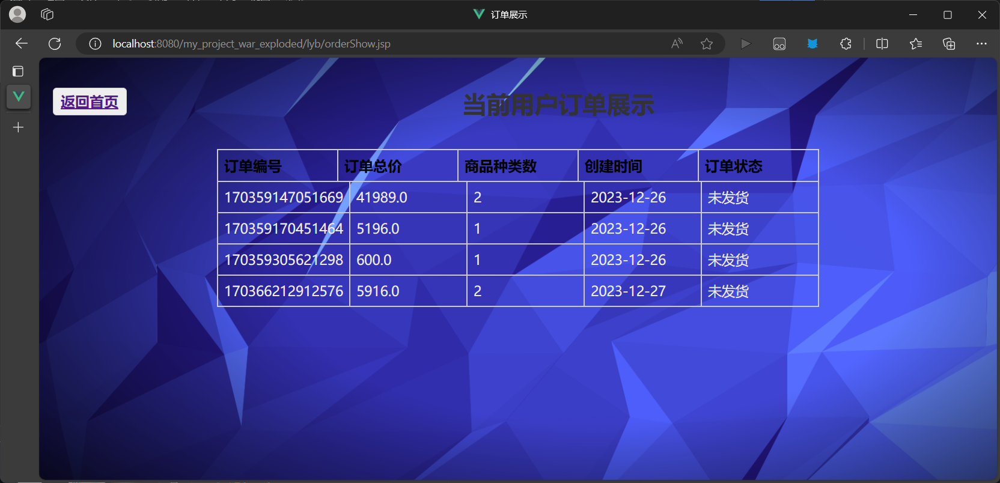 订单展示
localhost:8080/my_project_war_exploded/lyb/orderShow.jsp
返回首页
当前用户订单展示
订单编号 订单总价 商品种类数 创建时间 订单状态
170359147051669 41989.0 2 2023-12-26 未发货
170359170451464 5196.0 1 2023-12-26 未发货
170359305621298 600.0 1 2023-12-26 未发货
170366212912576 5916.0 2 2023-12-27 未发货